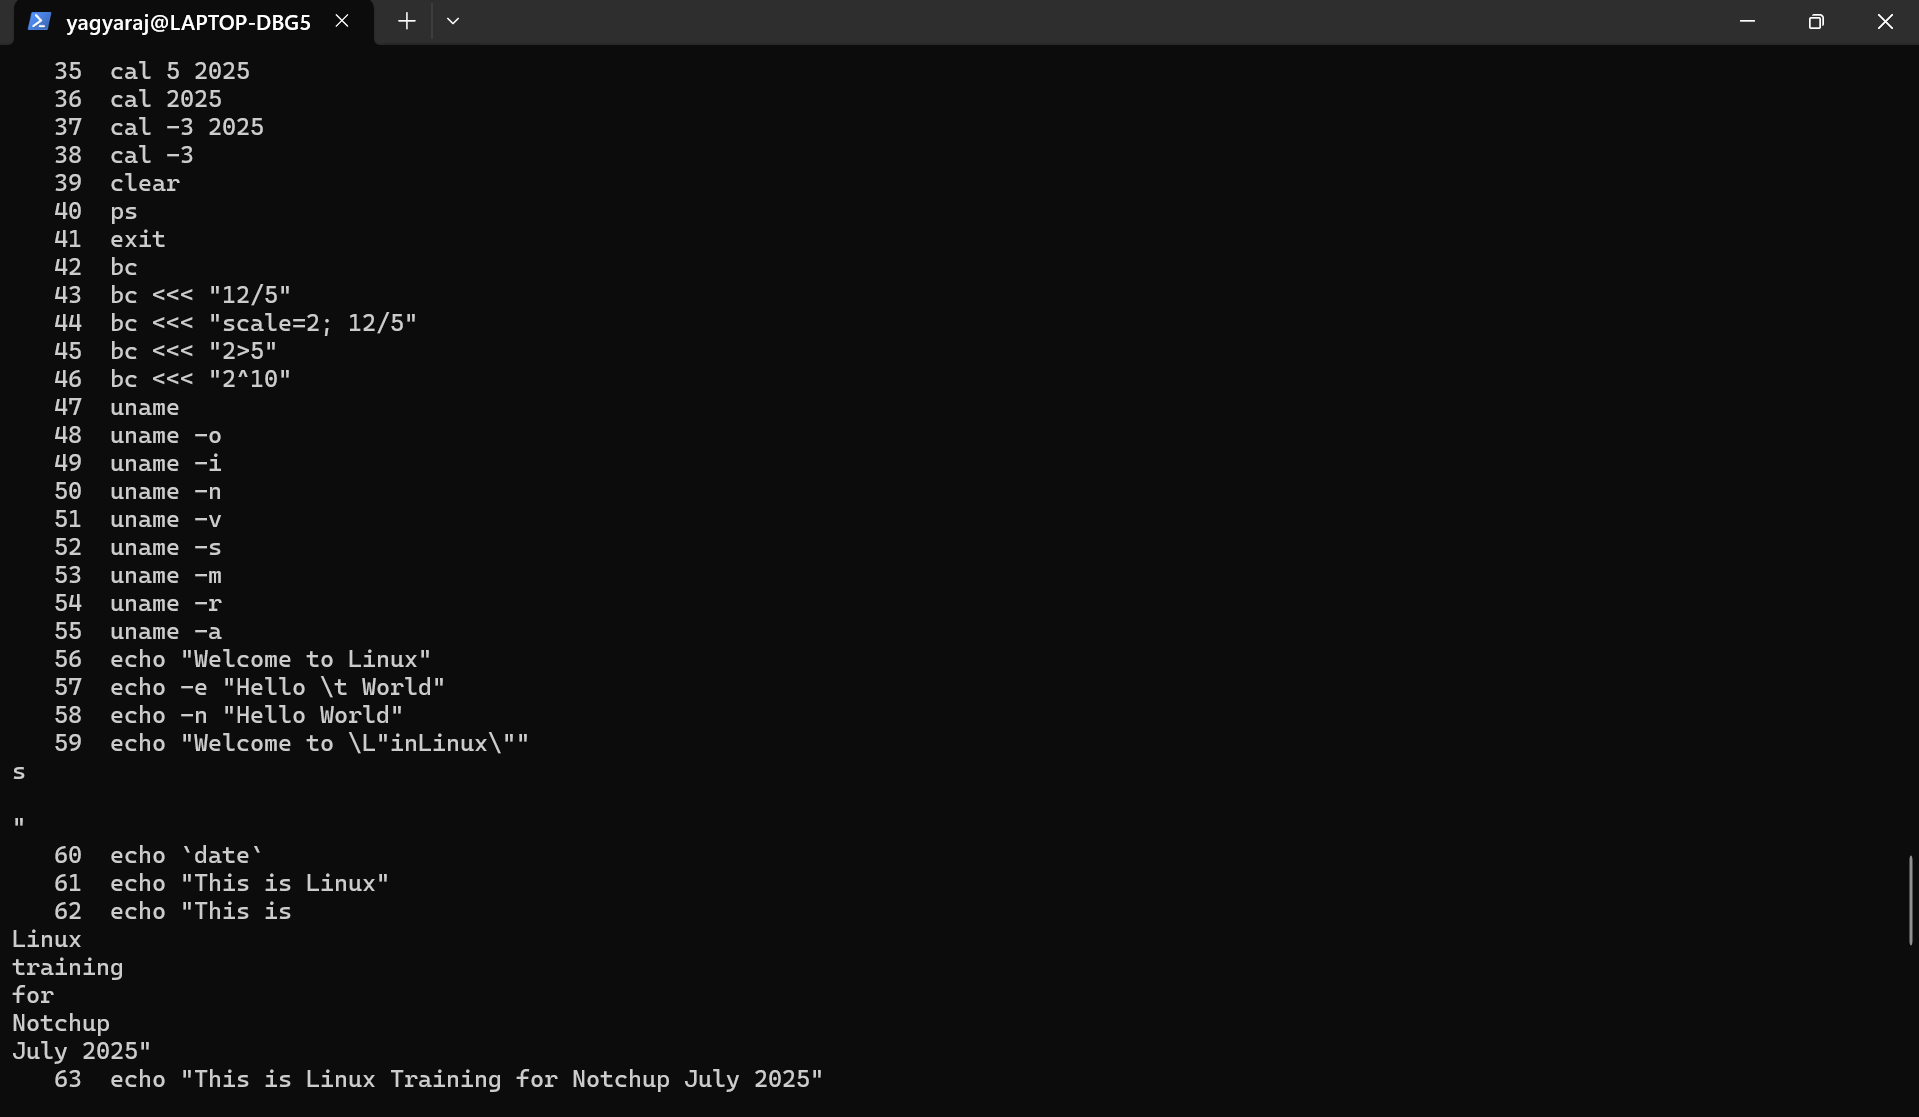 yagyaraj@LAPTOP-DBG5
35 cal 5 2025
36 cal 2025
37 cal -3 2025
38 cal -3
39 clear
40 ps
41 exit
42 bc
43 bc <<< "12/5"
44 bc <<< "scale=2; 12/5"
45 bc <<< "2>5"
46 bc <<< "2^10"
47 uname
48 uname -o
49 uname -i
50 uname -n
51 uname -v
52 uname -s
53 uname -m
54 uname -r
55 uname -a
56 echo "Welcome to Linux"
57 echo -e "Hello \t World"
58 echo -n "Hello World"
59 echo "Welcome to \L"inLinux\""
s
"
60 echo `date`
61 echo "This is Linux"
62 echo "This is
Linux
training
for
Notchup
July 2025"
63 echo "This is Linux Training for Notchup July 2025"